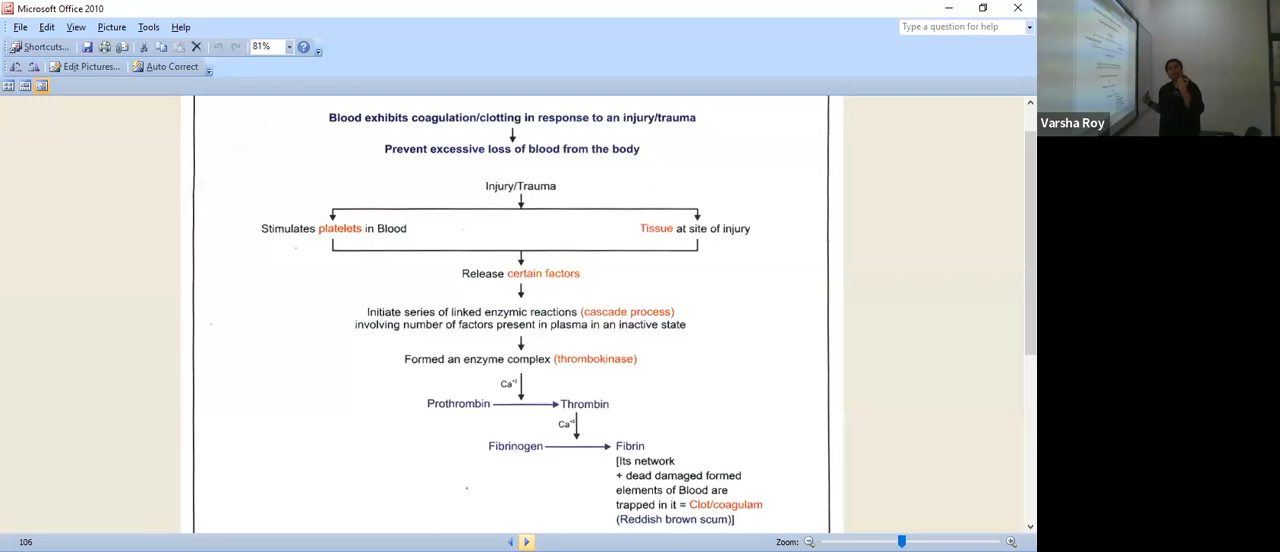 Microsoft Office 2010
File Edit View Picture Tools Help
Type a question for help
Shortcuts...
81%
Edit Pictures...
Auto Correct
Varsha Roy
Blood exhibits coagulation/clotting in response to an injury/trauma
Prevent excessive loss of blood from the body
Injury/Trauma
Stimulates platelets in Blood
Tissue at site of injury
Release certain factors
Initiate series of linked enzymic reactions (cascade process)
involving number of factors present in plasma in an inactive state
Formed an enzyme complex (thrombokinase)
Ca+2
Prothrombin
Thrombin
Ca+2
Fibrinogen
Fibrin
[Its network
+ dead damaged formed
elements of Blood are
trapped in it = Clot/coagulam
(Reddish brown scum)]
106
Zoom: